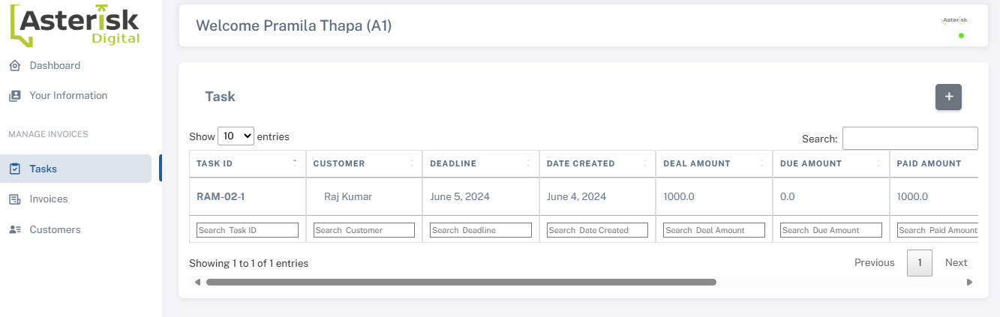 Asterisk
Digital
Welcome Pramila Thapa (A1)
Asterisk
Dashboard
Your Information
MANAGE INVOICES
Tasks
Invoices
Customers
Task
+
Show 10 entries
Search:
TASK ID CUSTOMER DEADLINE DATE CREATED DEAL AMOUNT DUE AMOUNT PAID AMOUNT
RAM-02-1 Raj Kumar June 5, 2024 June 4, 2024 1000.0 0.0 1000.0
Search Task ID Search Customer Search Deadline Search Date Created Search Deal Amount Search Due Amount Search Paid Amount
Showing 1 to 1 of 1 entries
Previous 1 Next